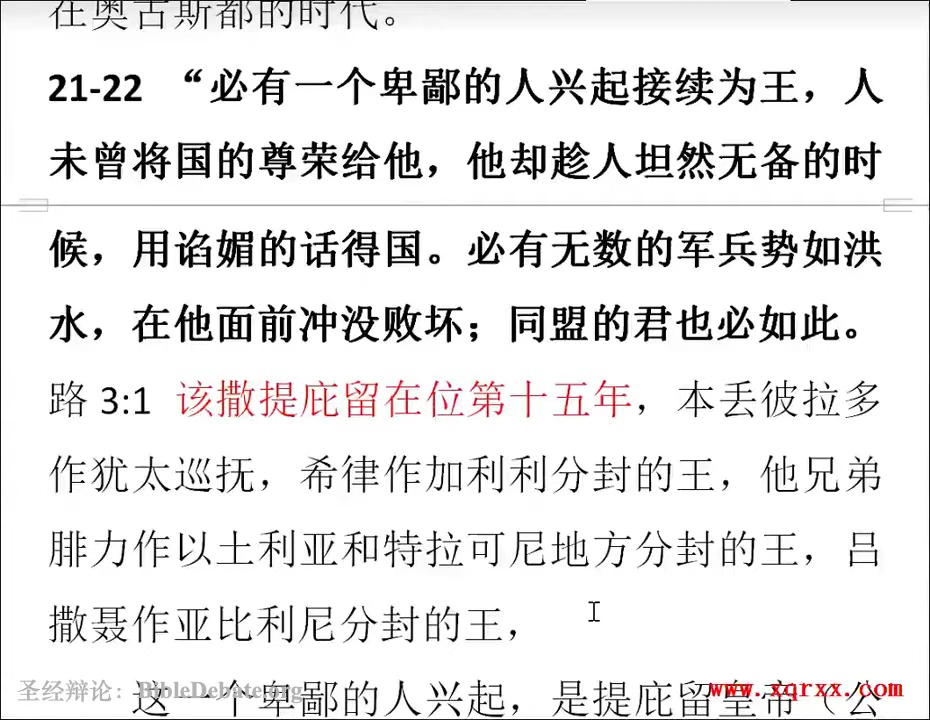 在奥古斯都的时代。
21-22 “必有一个卑鄙的人兴起接续为王，人
未曾将国的尊荣给他，他却趁人坦然无备的时
候，用谄媚的话得国。必有无数的军兵势如洪
水，在他面前冲没败坏；同盟的君也必如此。
路 3:1 该撒提庇留在位第十五年，本丢彼拉多
作犹太巡抚，希律作加利利分封的王，他兄弟
腓力作以土利亚和特拉可尼地方分封的王，吕
撒聂作亚比利尼分封的王，
这一个卑鄙的人兴起，是提庇留皇帝（公
圣经辩论：BibleDebate.org
www.xqrxx.com